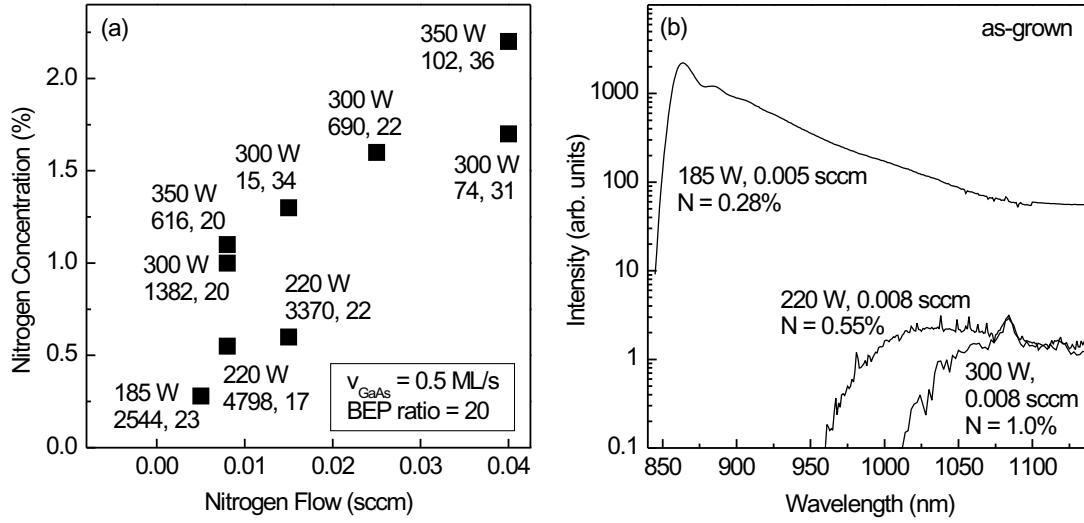 (a)
Nitrogen Concentration (%)
2.0
1.5
1.0
0.5
0.0
350 W
102, 36
300 W
690, 22
300 W
74, 31
300 W
15, 34
350 W
616, 20
300 W
1382, 20
220 W
3370, 22
220 W
4798, 17
185 W
2544, 23
v_GaAs = 0.5 ML/s
BEP ratio = 20
0.00 0.01 0.02 0.03 0.04
Nitrogen Flow (sccm)
(b)
as-grown
Intensity (arb. units)
1000
100
10
1
0.1
185 W, 0.005 sccm
N = 0.28%
220 W, 0.008 sccm
N = 0.55%
300 W,
0.008 sccm
N = 1.0%
850 900 950 1000 1050 1100
Wavelength (nm)